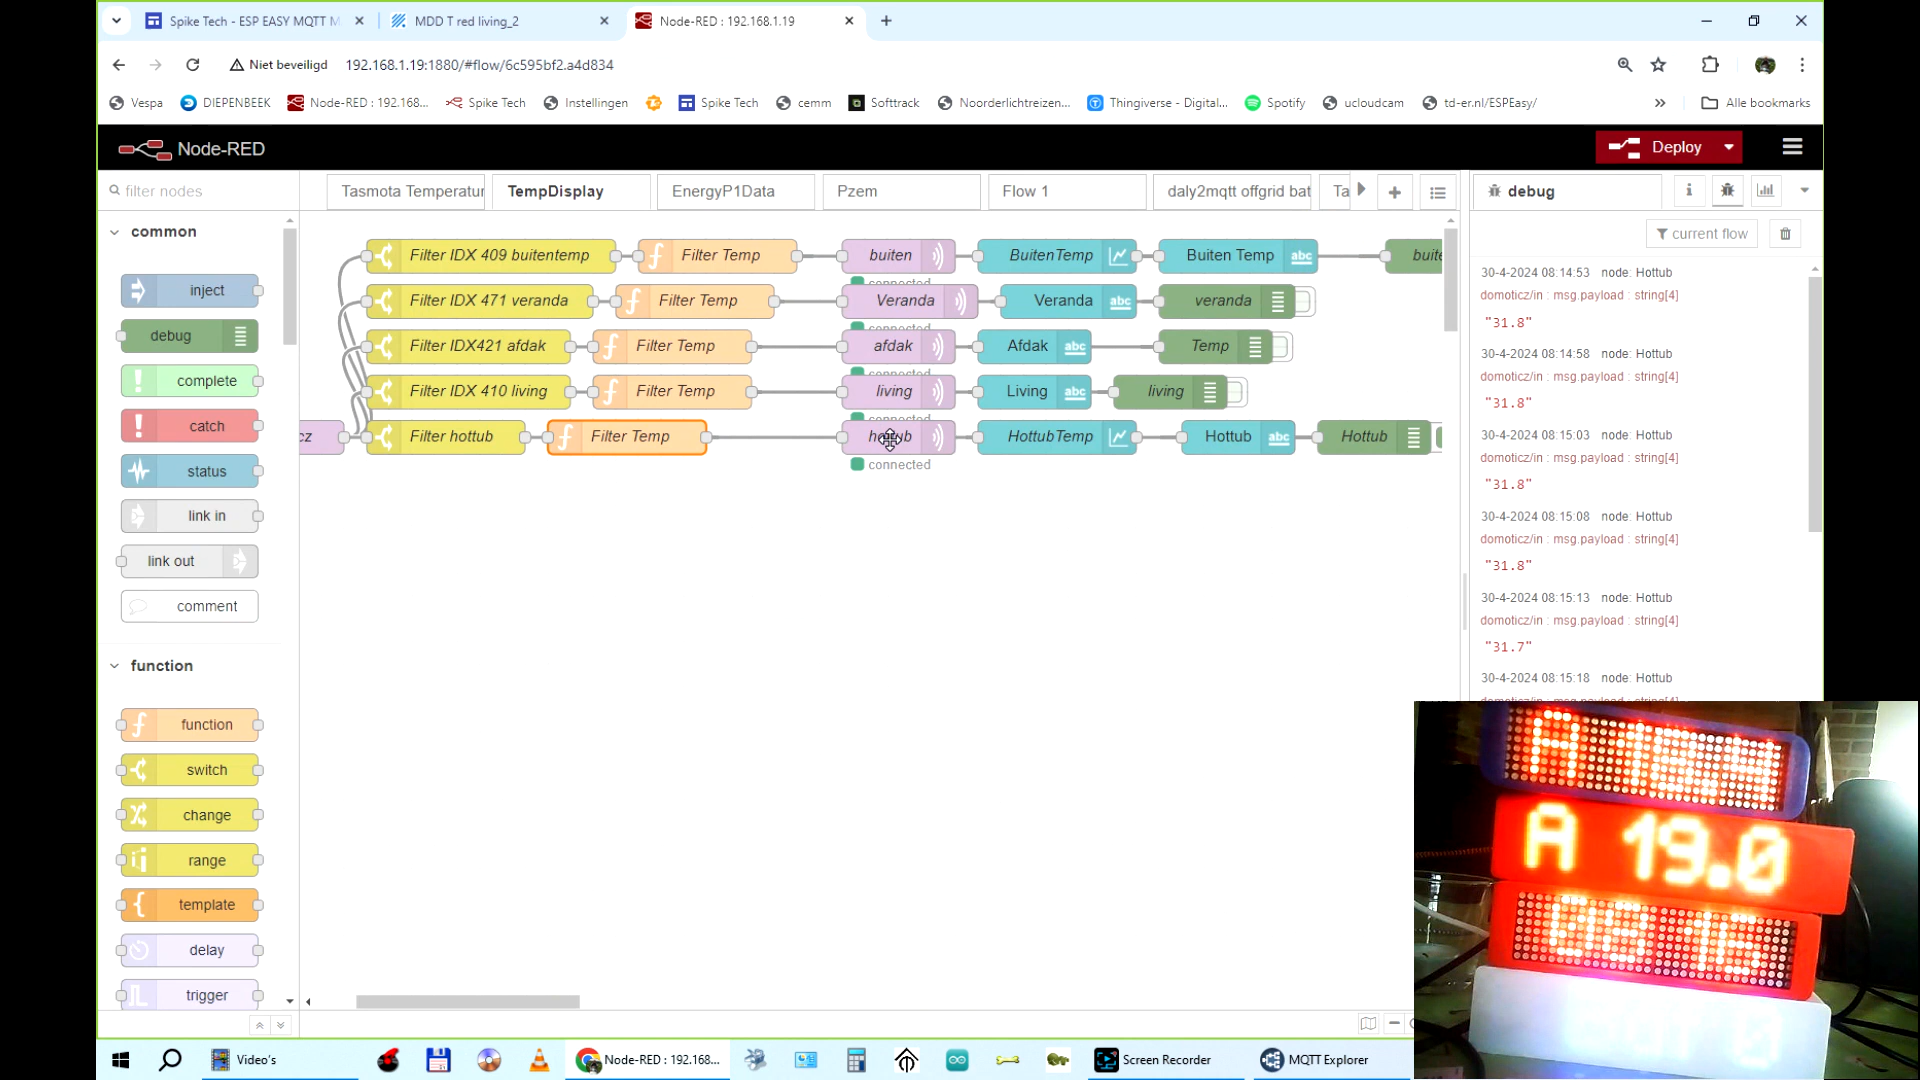 Spike Tech - ESP EASY MQTT M
MDD T red living_2
Node-RED : 192.168.1.19
Niet beveiligd
192.168.1.19:1880/#flow/6c595bf2.a4d834
Vespa
DIEPENBEEK
Node-RED : 192.168...
Spike Tech
Instellingen
Spike Tech
cemm
Softtrack
Noorderlichtreizen...
Thingiverse - Digital...
Spotify
ucloudcam
td-er.nl/ESPEasy/
Alle bookmarks
Node-RED
Deploy
filter nodes
Tasmota Temperatur
TempDisplay
EnergyP1Data
Pzem
Flow 1
daly2mqtt offgrid bat
Ta
debug
common
inject
debug
complete
catch
status
link in
link out
comment
function
function
switch
change
range
template
delay
trigger
Filter IDX 409 buitentemp
Filter Temp
buiten
BuitenTemp
Buiten Temp
abc
buite
Filter IDX 471 veranda
Filter Temp
Veranda
Veranda
abc
veranda
connected
Filter IDX421 afdak
Filter Temp
afdak
Afdak
abc
Temp
Filter IDX 410 living
Filter Temp
living
Living
abc
living
connected
cz
Filter hottub
Filter Temp
hottub
HottubTemp
Hottub
abc
Hottub
connected
current flow
30-4-2024 08:14:53 node: Hottub
domoticz/in : msg.payload : string[4]
"31.8"
30-4-2024 08:14:58 node: Hottub
domoticz/in : msg.payload : string[4]
"31.8"
30-4-2024 08:15:03 node: Hottub
domoticz/in : msg.payload : string[4]
"31.8"
30-4-2024 08:15:08 node: Hottub
domoticz/in : msg.payload : string[4]
"31.8"
30-4-2024 08:15:13 node: Hottub
domoticz/in : msg.payload : string[4]
"31.7"
30-4-2024 08:15:18 node: Hottub
A 19.0
Video's
Node-RED : 192.168...
Screen Recorder
MQTT Explorer